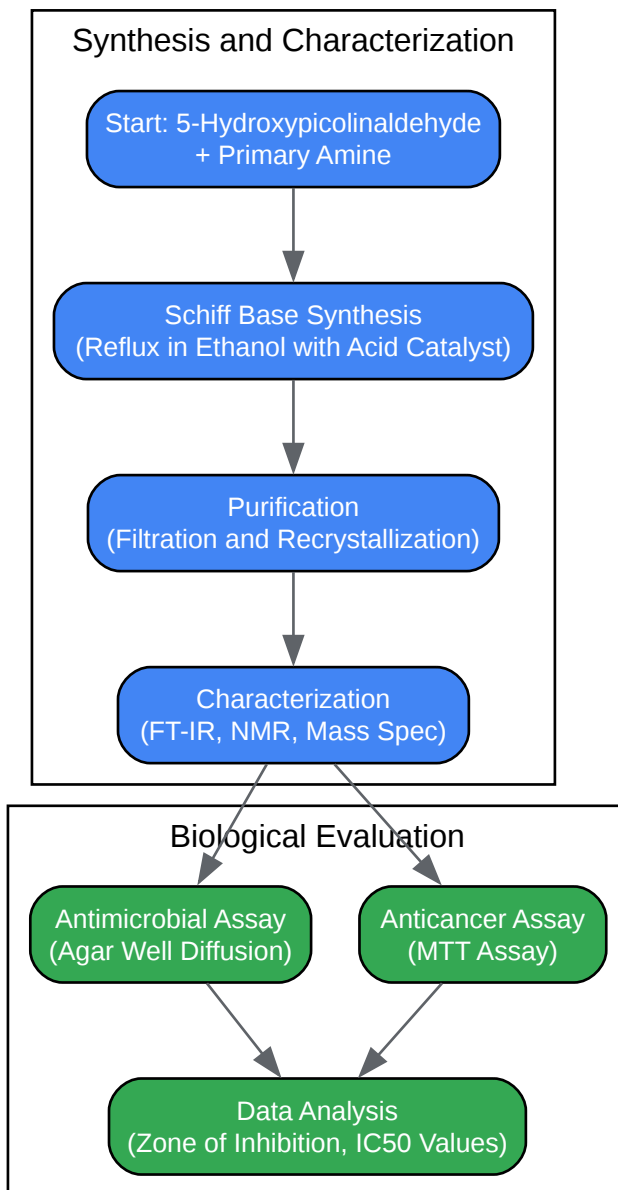 Synthesis and Characterization
Start: 5-Hydroxypicolinaldehyde
+ Primary Amine
Schiff Base Synthesis
(Reflux in Ethanol with Acid Catalyst)
Purification
(Filtration and Recrystallization)
Characterization
(FT-IR, NMR, Mass Spec)
Biological Evaluation
Antimicrobial Assay
(Agar Well Diffusion)
Anticancer Assay
(MTT Assay)
Data Analysis
(Zone of Inhibition, IC50 Values)